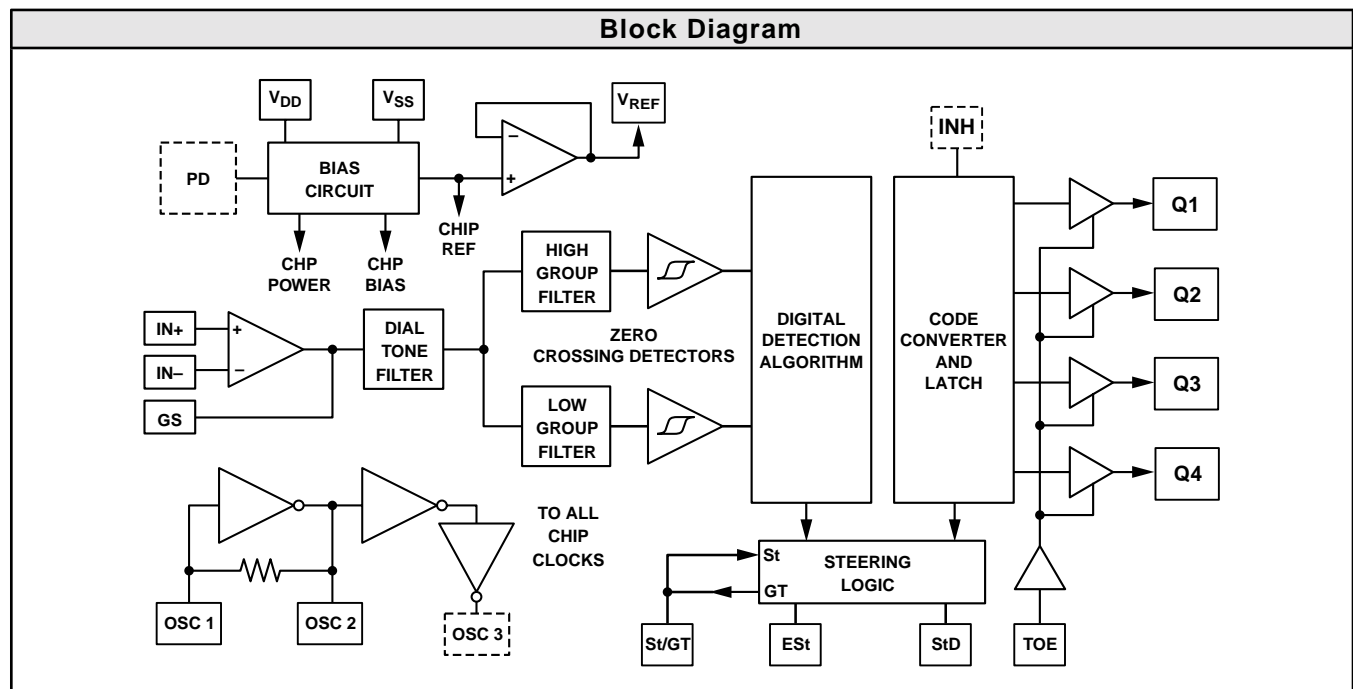 Block Diagram
VDD
VSS
VREF
INH
PD
BIAS
CIRCUIT
−
+
CHIP
REF
CHP
POWER
CHP
BIAS
HIGH
GROUP
FILTER
Q1
Q2
Q3
Q4
IN+
IN–
GS
+
−
DIAL
TONE
FILTER
ZERO
CROSSING DETECTORS
LOW
GROUP
FILTER
DIGITAL
DETECTION
ALGORITHM
CODE
CONVERTER
AND
LATCH
TO ALL
CHIP
CLOCKS
St
GT
STEERING
LOGIC
OSC 1
OSC 2
OSC 3
St/GT
ESt
StD
TOE